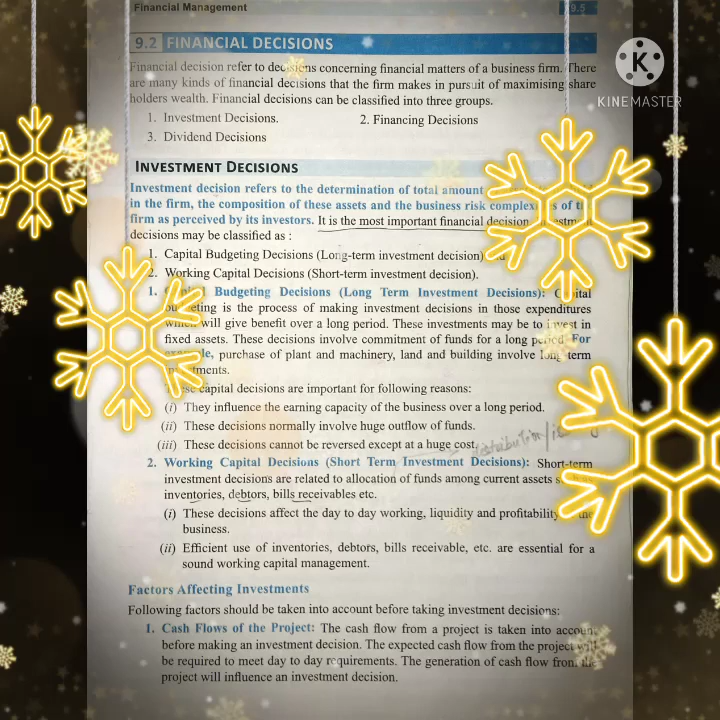 Financial Management
9.5
9.2 FINANCIAL DECISIONS
KINEMASTER
Financial decision refer to decisions concerning financial matters of a business firm. There
are many kinds of financial decisions that the firm makes in pursuit of maximising share
holders wealth. Financial decisions can be classified into three groups.
1. Investment Decisions.
2. Financing Decisions
3. Dividend Decisions
INVESTMENT DECISIONS
Investment decision refers to the determination of total amount
in the firm, the composition of these assets and the business risk of the
firm as perceived by its investors. It is the most important financial decision.
decisions may be classified as :
1. Capital Budgeting Decisions (Long-term investment decision)
2. Working Capital Decisions (Short-term investment decision).
1. Budgeting Decisions (Long Term Investment Decisions): Capital
is the process of making investment decisions in those expenditures
which will give benefit over a long period. These investments may be to invest in
fixed assets. These decisions involve commitment of funds for a long period. For
purchase of plant and machinery, land and building involve long term
These capital decisions are important for following reasons:
(i) They influence the earning capacity of the business over a long period.
(ii) These decisions normally involve huge outflow of funds.
(iii) These decisions cannot be reversed except at a huge cost.
2. Working Capital Decisions (Short Term Investment Decisions): Short-term
investment decisions are related to allocation of funds among current assets
inventories, debtors, bills receivables etc.
(i) These decisions affect the day to day working, liquidity and profitability
business.
(ii) Efficient use of inventories, debtors, bills receivable, etc. are essential for a
sound working capital management.
Factors Affecting Investments
Following factors should be taken into account before taking investment decisions:
1. Cash Flows of the Project: The cash flow from a project is taken into account
before making an investment decision. The expected cash flow from the project will
be required to meet day to day requirements. The generation of cash flow from the
project will influence an investment decision.